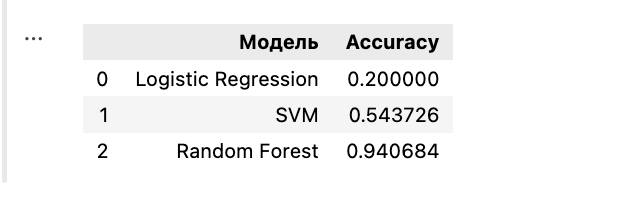 ...
Модель Accuracy
0 Logistic Regression 0.200000
1 SVM 0.543726
2 Random Forest 0.940684